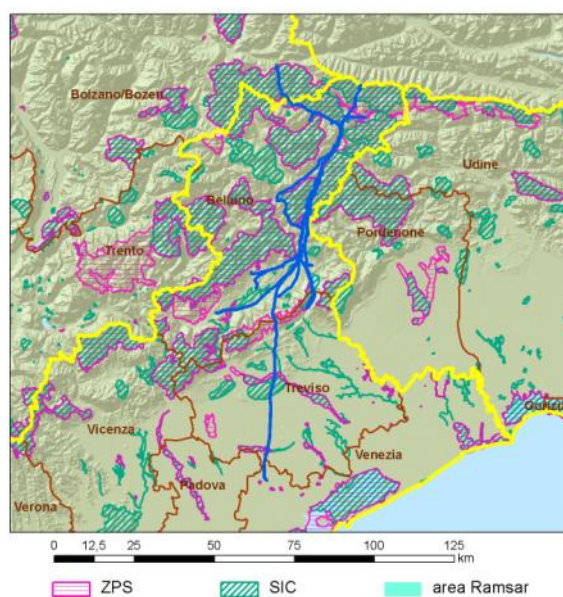 Bolzano/Bozen
Udine
Belluno
Pordenone
Trento
Treviso
Gorizia
Vicenza
Venezia
Padova
Verona
0 12,5 25 50 75 100 125
km
ZPS SIC area Ramsar